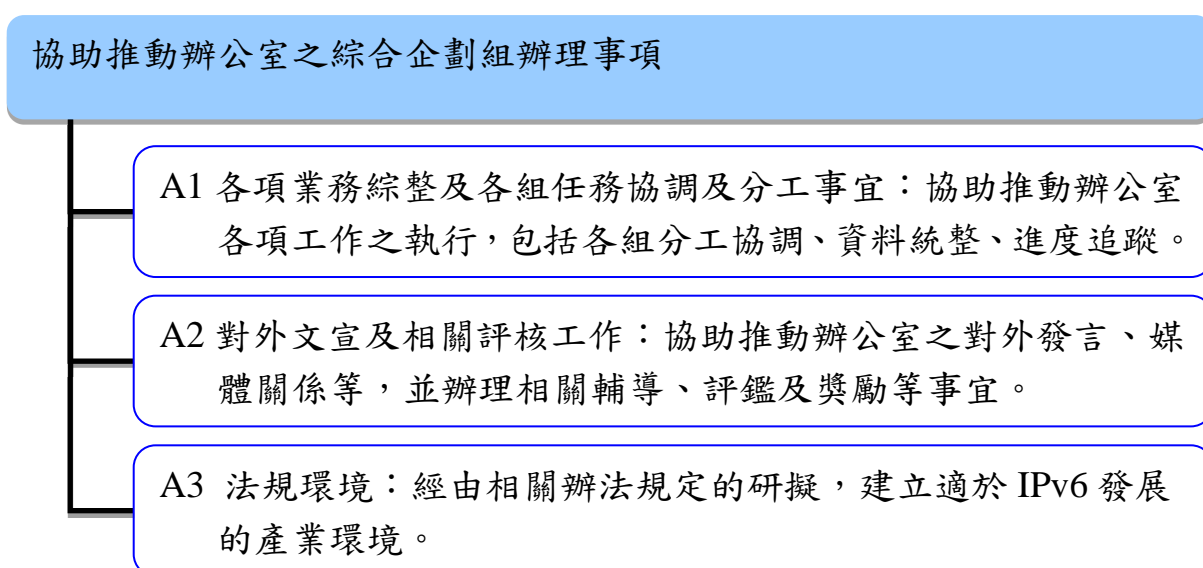 協助推動辦公室之綜合企劃組辦理事項
A1 各項業務綜整及各組任務協調及分工事宜：協助推動辦公室
各項工作之執行，包括各組分工協調、資料統整、進度追蹤。
A2 對外文宣及相關評核工作：協助推動辦公室之對外發言、媒
體關係等，並辦理相關輔導、評鑑及獎勵等事宜。
A3 法規環境：經由相關辦法規定的研擬，建立適於 IPv6 發展
的產業環境。